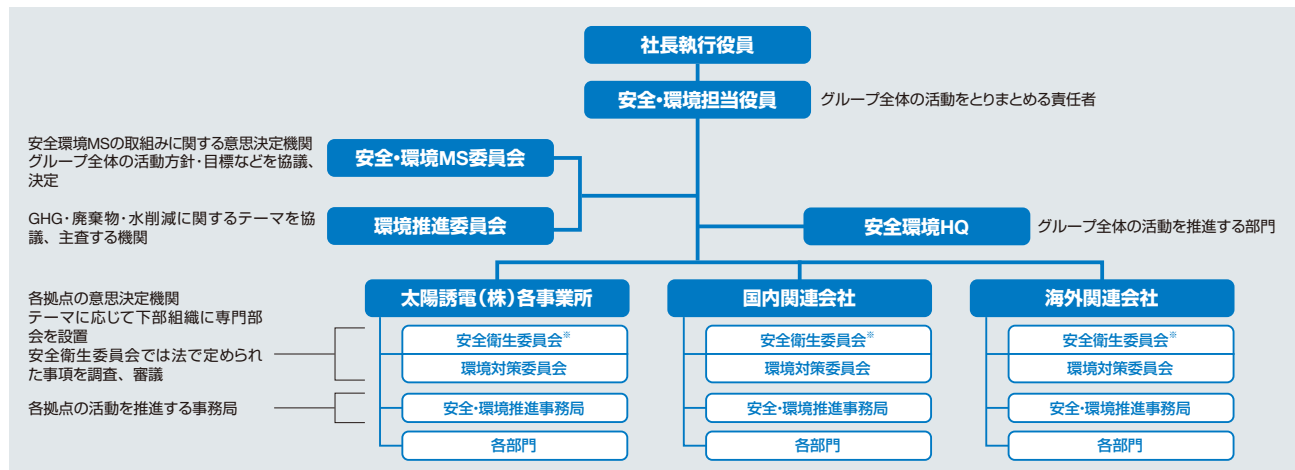 社長執行役員
安全・環境担当役員
グループ全体の活動をとりまとめる責任者
安全環境MSの取組みに関する意思決定機関
グループ全体の活動方針・目標などを協議、
決定
安全・環境MS委員会
GHG・廃棄物・水削減に関するテーマを協
議、主査する機関
環境推進委員会
安全環境HQ
グループ全体の活動を推進する部門
各拠点の意思決定機関
テーマに応じて下部組織に専門部
会を設置
安全衛生委員会では法で定められ
た事項を調査、審議
各拠点の活動を推進する事務局
太陽誘電（株）各事業所
安全衛生委員会※
環境対策委員会
安全・環境推進事務局
各部門
国内関連会社
安全衛生委員会※
環境対策委員会
安全・環境推進事務局
各部門
海外関連会社
安全衛生委員会※
環境対策委員会
安全・環境推進事務局
各部門